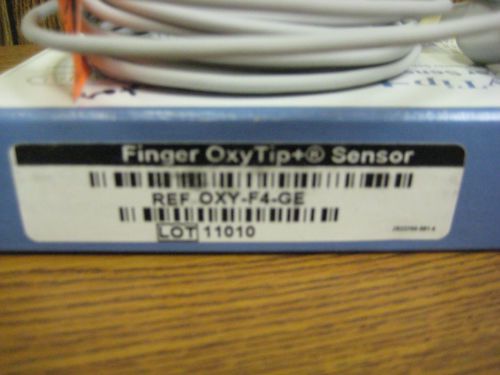 Finger OxyTip+® Sensor
REF OXY-F4-GE
LOT 11010